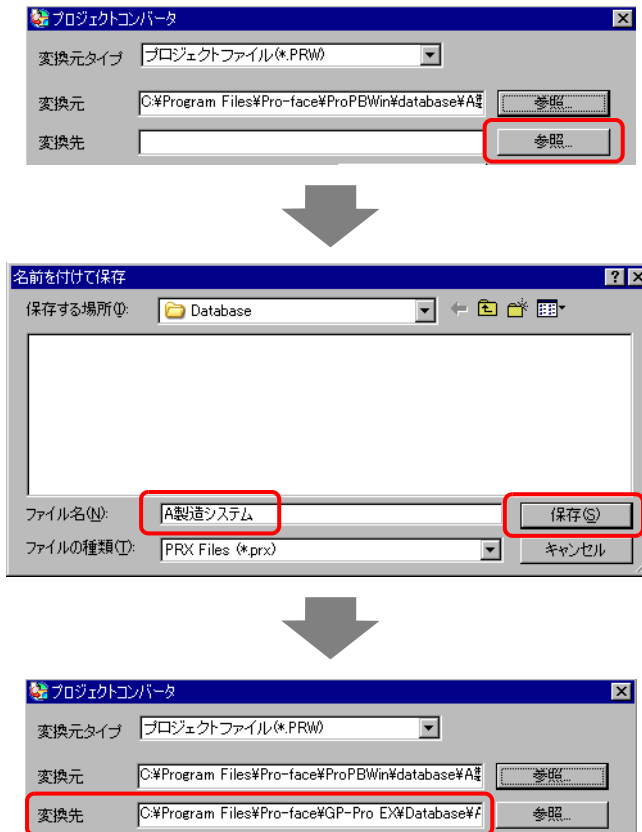 プロジェクトコンバータ
変換元タイプ プロジェクトファイル(*.PRW)
変換元 C:¥Program Files¥Pro-face¥ProPBWin¥database¥A製 参照...
変換先 参照...
名前を付けて保存
保存する場所(I): Database
ファイル名(N): A製造システム 保存(S)
ファイルの種類(T): PRX Files (*.prx) キャンセル
プロジェクトコンバータ
変換元タイプ プロジェクトファイル(*.PRW)
変換元 C:¥Program Files¥Pro-face¥ProPBWin¥database¥A製 参照...
変換先 C:¥Program Files¥Pro-face¥GP-Pro EX¥Database¥A 参照...